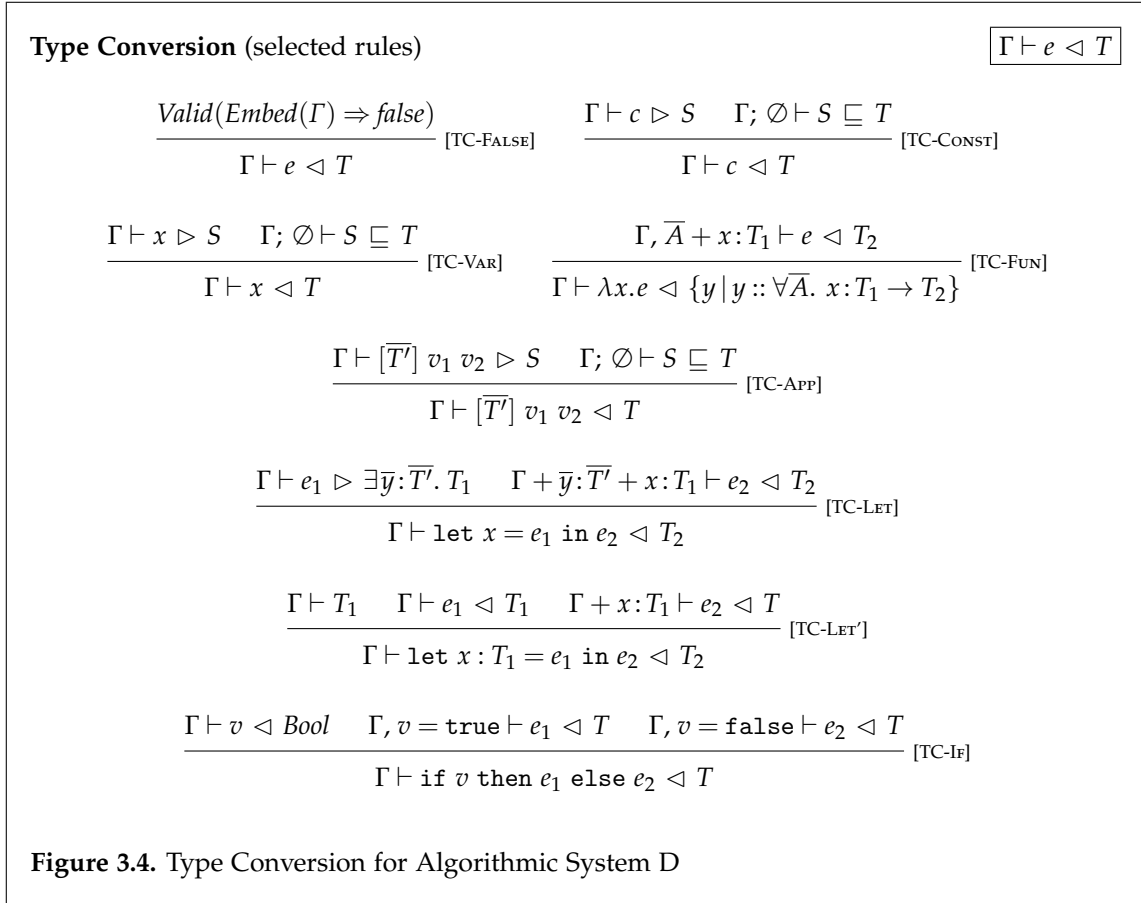 Type Conversion (selected rules) Γ ⊢ e ◁ T
Valid(Embed(Γ) ⇒ false) Γ ⊢ c ▷ S Γ; ∅ ⊢ S ⊑ T
[TC-False] [TC-Const]
Γ ⊢ e ◁ T Γ ⊢ c ◁ T
Γ ⊢ x ▷ S Γ; ∅ ⊢ S ⊑ T Γ, A̅ + x : T₁ ⊢ e ◁ T₂
[TC-Var] [TC-Fun]
Γ ⊢ x ◁ T Γ ⊢ λx.e ◁ {y | y :: ∀A̅. x : T₁ → T₂}
Γ ⊢ [T̅′] v₁ v₂ ▷ S Γ; ∅ ⊢ S ⊑ T
[TC-App]
Γ ⊢ [T̅′] v₁ v₂ ◁ T
Γ ⊢ e₁ ▷ ∃y̅ : T̅′. T₁ Γ + y̅ : T̅′ + x : T₁ ⊢ e₂ ◁ T₂
[TC-Let]
Γ ⊢ let x = e₁ in e₂ ◁ T₂
Γ ⊢ T₁ Γ ⊢ e₁ ◁ T₁ Γ + x : T₁ ⊢ e₂ ◁ T
[TC-Let′]
Γ ⊢ let x : T₁ = e₁ in e₂ ◁ T₂
Γ ⊢ v ◁ Bool Γ, v = true ⊢ e₁ ◁ T Γ, v = false ⊢ e₂ ◁ T
[TC-If]
Γ ⊢ if v then e₁ else e₂ ◁ T
Figure 3.4. Type Conversion for Algorithmic System D